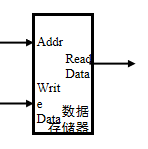 Addr
Read
Data
Writ
e
Data
数据
存储器